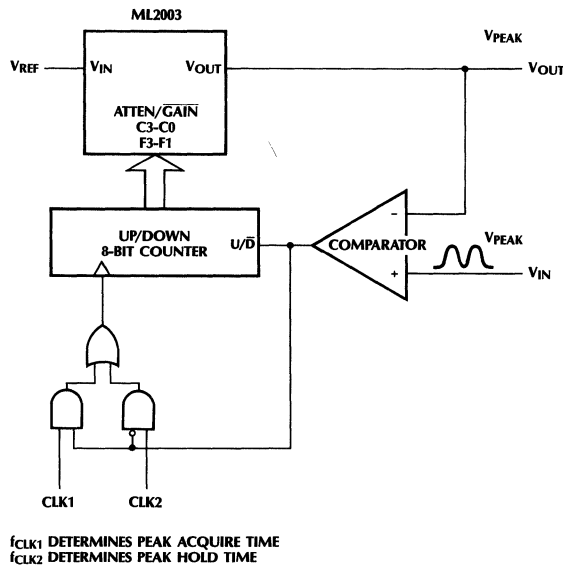 ML2003
VPEAK
VREF
VIN
VOUT
VOUT
ATTEN/GAIN
C3-C0
F3-F1
UP/DOWN
8-BIT COUNTER
U/D
COMPARATOR
-
+
VPEAK
VIN
CLK1
CLK2
fCLK1 DETERMINES PEAK ACQUIRE TIME
fCLK2 DETERMINES PEAK HOLD TIME